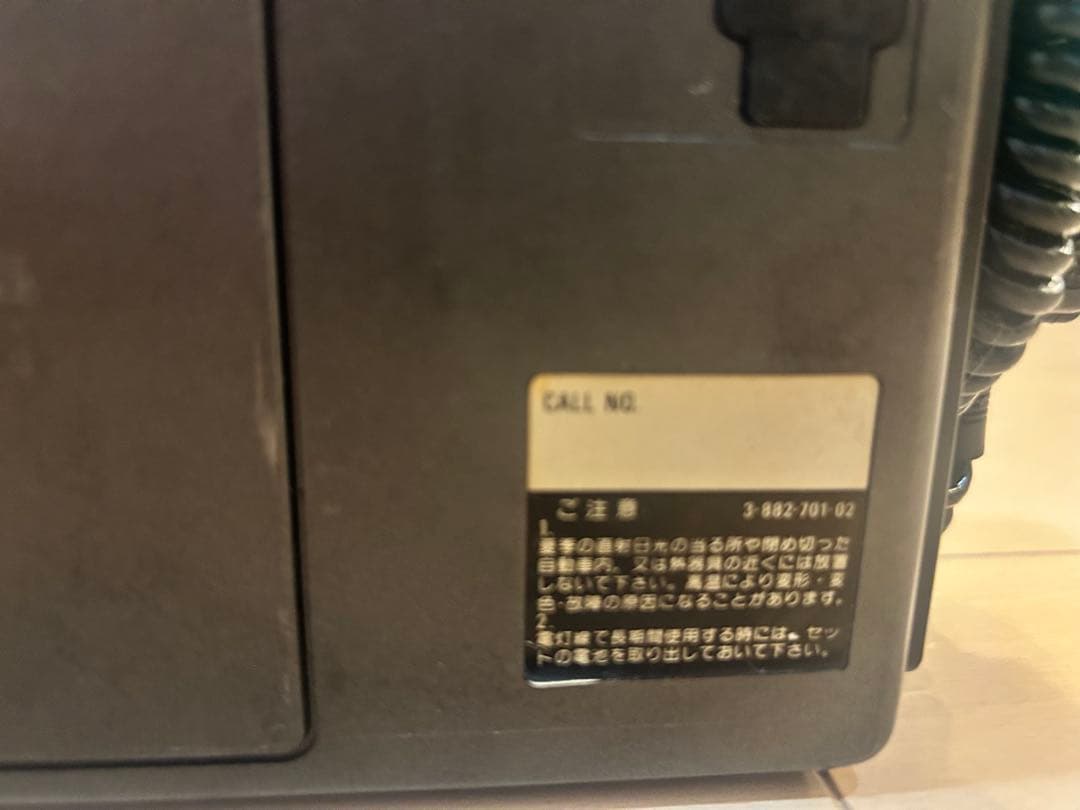 CALL NO.
ご注意 3-882-701-02
1.
夏季の直射日光の当る所や閉め切った
自動車内、又は熱器具の近くには放置
しないで下さい。高温により変形・変
色・故障の原因になることがあります。
2.
電灯線で長期間使用する時には、セッ
トの電池を取り出しておいて下さい。